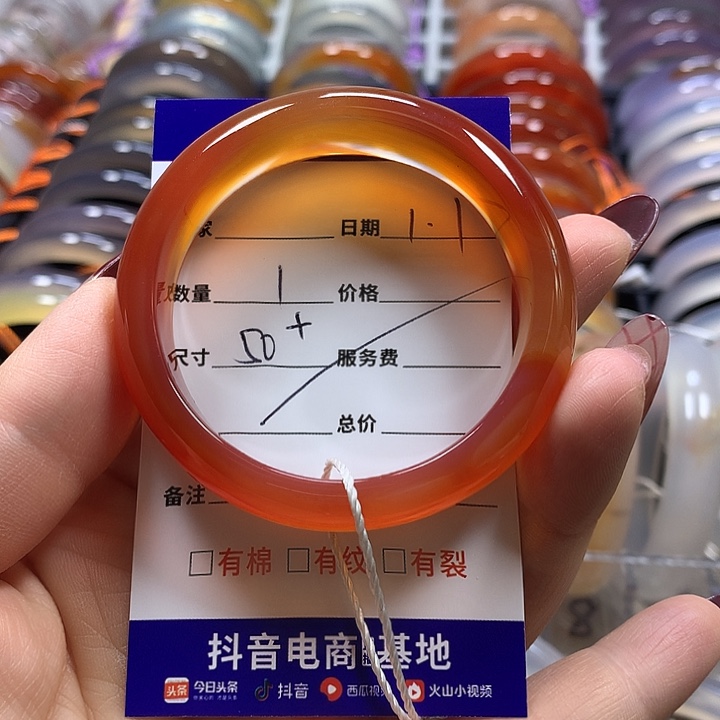 家 日期 1.1
数量 1 价格
尺寸 50+ 服务费
总价
备注
□有棉 □有纹 □有裂
抖音电商 基地
头条 今日头条 抖音 西瓜视频 火山小视频
8